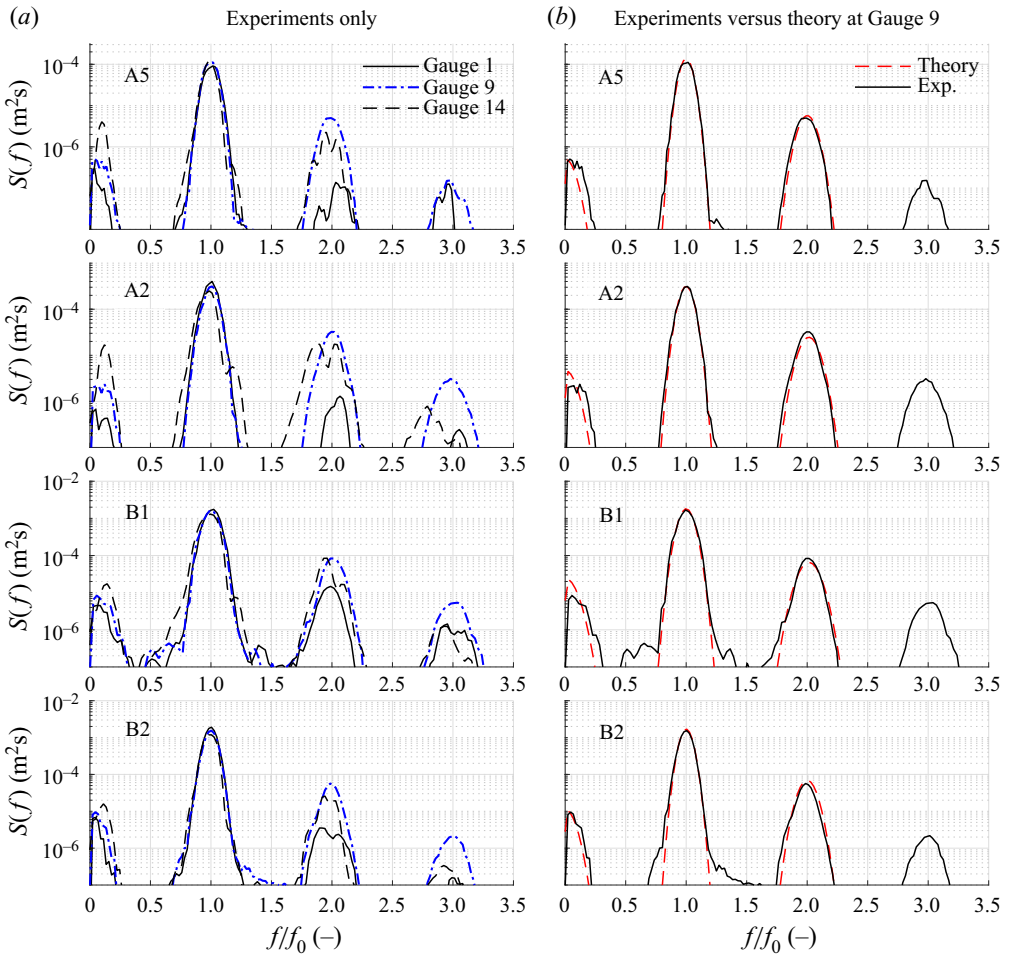 (a) Experiments only
(b) Experiments versus theory at Gauge 9
10⁻⁴
10⁻⁶
S(f) (m²s)
A5
Gauge 1
Gauge 9
Gauge 14
0 0.5 1.0 1.5 2.0 2.5 3.0 3.5
A5
Theory
Exp.
0 0.5 1.0 1.5 2.0 2.5 3.0 3.5
10⁻⁴
10⁻⁶
S(f) (m²s)
A2
0 0.5 1.0 1.5 2.0 2.5 3.0 3.5
A2
0 0.5 1.0 1.5 2.0 2.5 3.0 3.5
10⁻²
10⁻⁴
10⁻⁶
S(f) (m²s)
B1
0 0.5 1.0 1.5 2.0 2.5 3.0 3.5
B1
0 0.5 1.0 1.5 2.0 2.5 3.0 3.5
10⁻²
10⁻⁴
10⁻⁶
S(f) (m²s)
B2
0 0.5 1.0 1.5 2.0 2.5 3.0 3.5
f/f₀ (–)
B2
0 0.5 1.0 1.5 2.0 2.5 3.0 3.5
f/f₀ (–)